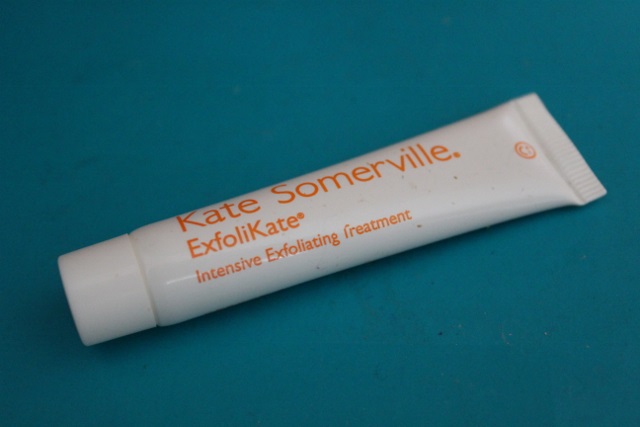 Kate Somerville.
ExfoliKate®
Intensive Exfoliating Treatment